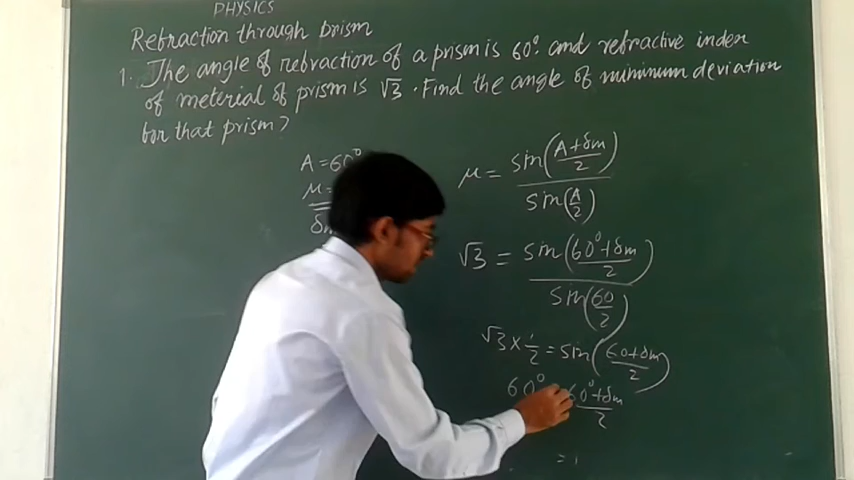 PHYSICS
Refraction through prism
1. The angle of refraction of a prism is 60°. and refractive index
of meterial of prism is √3. Find the angle of minimum deviation
for that prism?
A = 60°
μ =
δm
μ = sin((A+δm)/2) / sin(A/2)
√3 = sin((60°+δm)/2) / sin(60/2)
√3 × 1/2 = sin((60+δm)/2)
60° = (60°+δm)/2
=